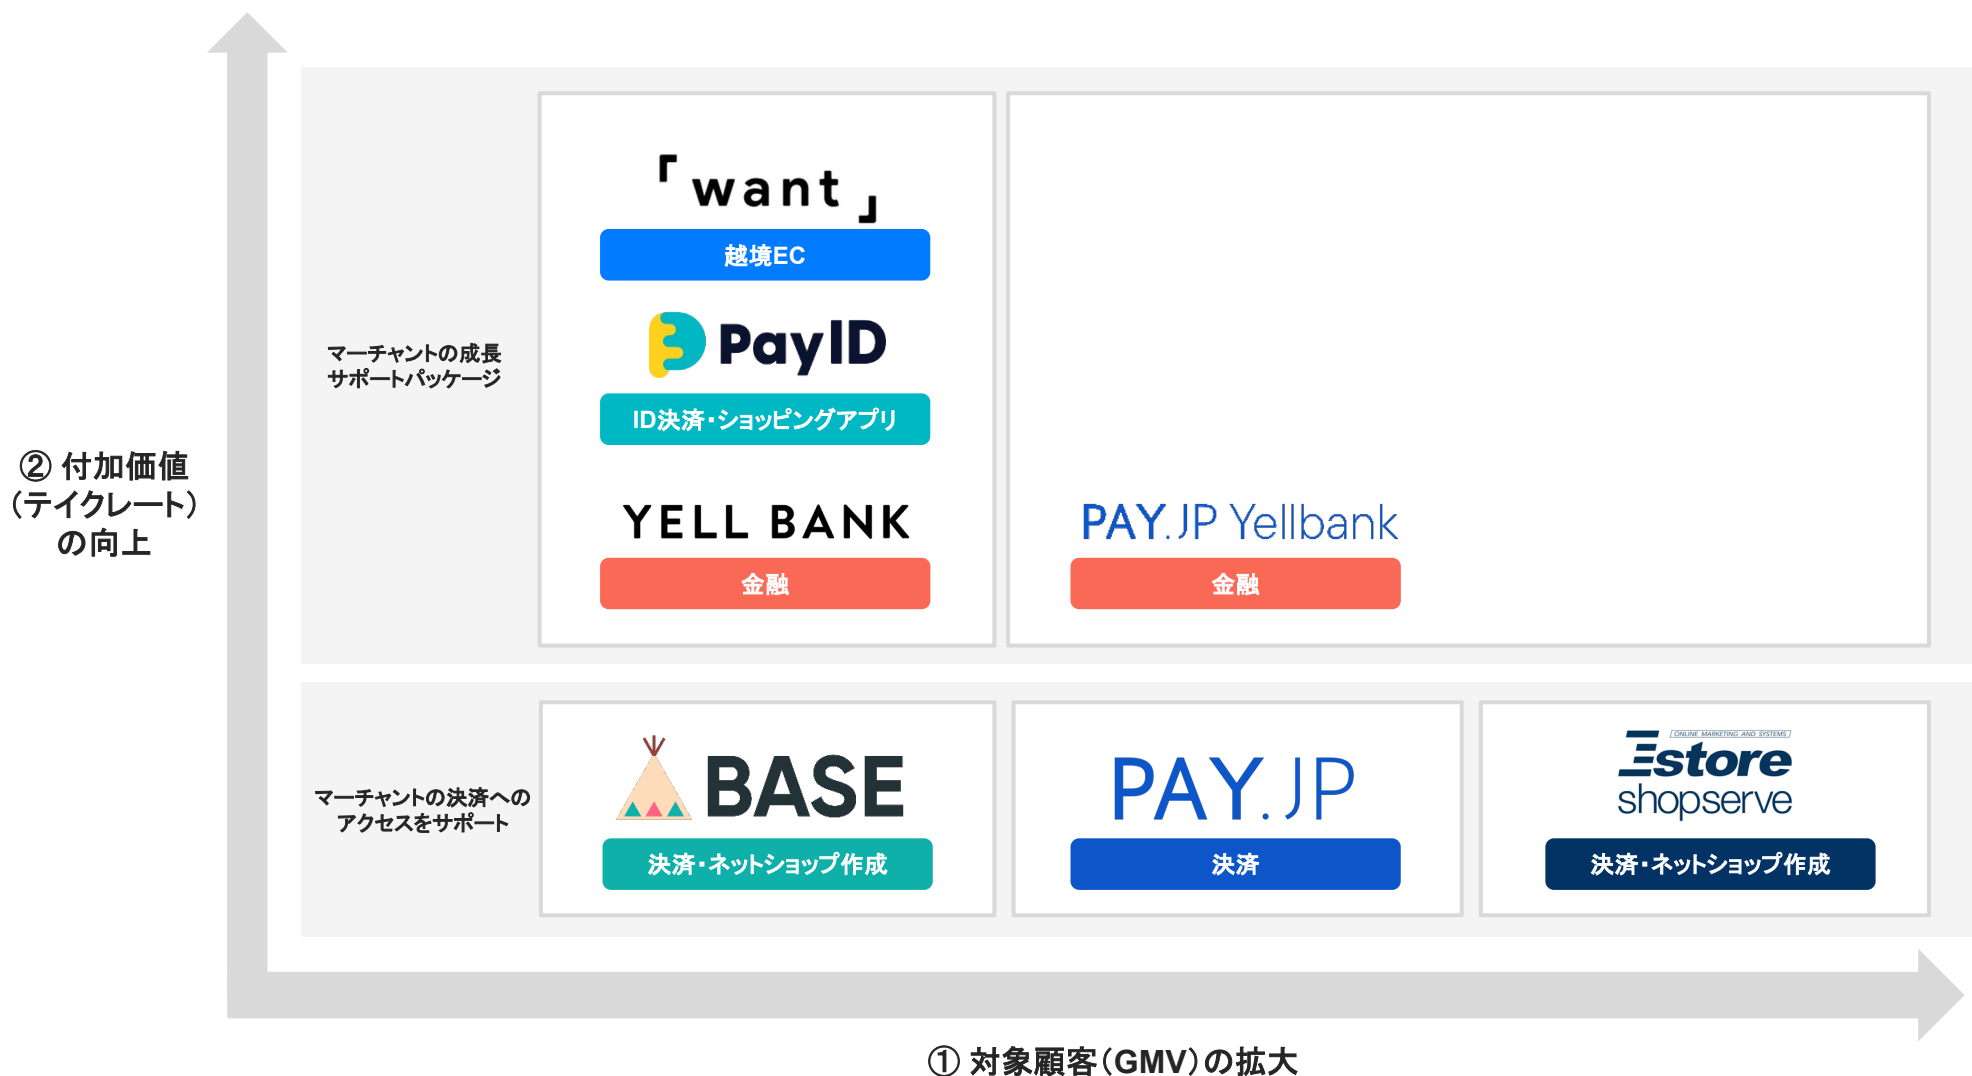 ② 付加価値
（テイクレート）
の向上
マーチャントの成長
サポートパッケージ
「want」
越境EC
PayID
ID決済・ショッピングアプリ
YELL BANK
金融
PAY.JP Yellbank
金融
マーチャントの決済への
アクセスをサポート
BASE
決済・ネットショップ作成
PAY.JP
決済
ONLINE MARKETING AND SYSTEMS
Estore
shopserve
決済・ネットショップ作成
① 対象顧客（GMV）の拡大